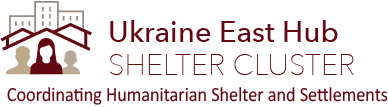 Ukraine East Hub
SHELTER CLUSTER
Coordinating Humanitarian Shelter and Settlements